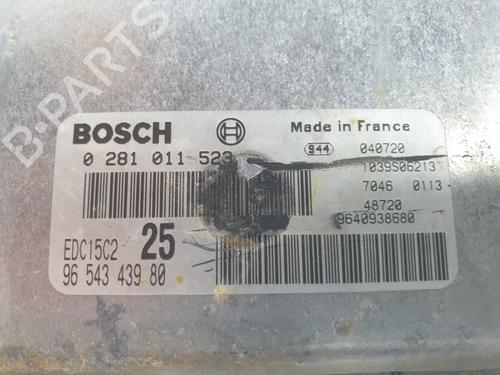 B-PARTS
BOSCH
Made in France
0 281 011 523
944 040720
1039S06213
7046 0113
48720
9640938680
EDC15C2 25
96 543 439 80